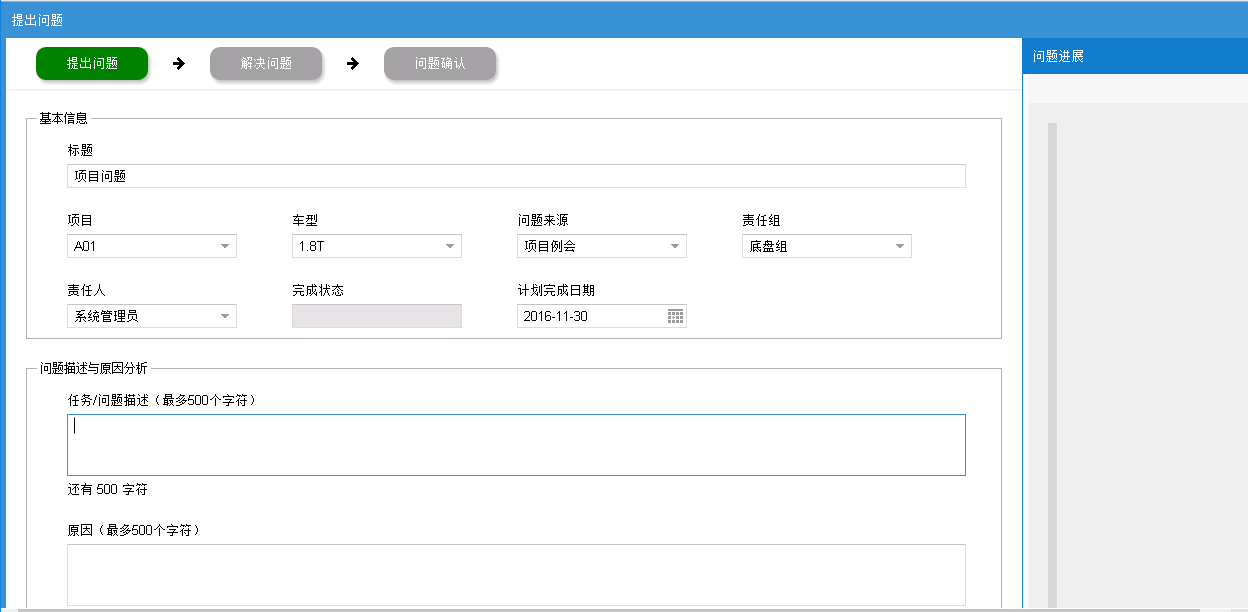 提出问题
提出问题 解决问题 问题确认
问题进展
基本信息
标题
项目问题
项目 车型 问题来源 责任组
A01 1.8T 项目例会 底盘组
责任人 完成状态 计划完成日期
系统管理员 2016-11-30
问题描述与原因分析
任务/问题描述（最多500个字符）
还有 500 字符
原因（最多500个字符）